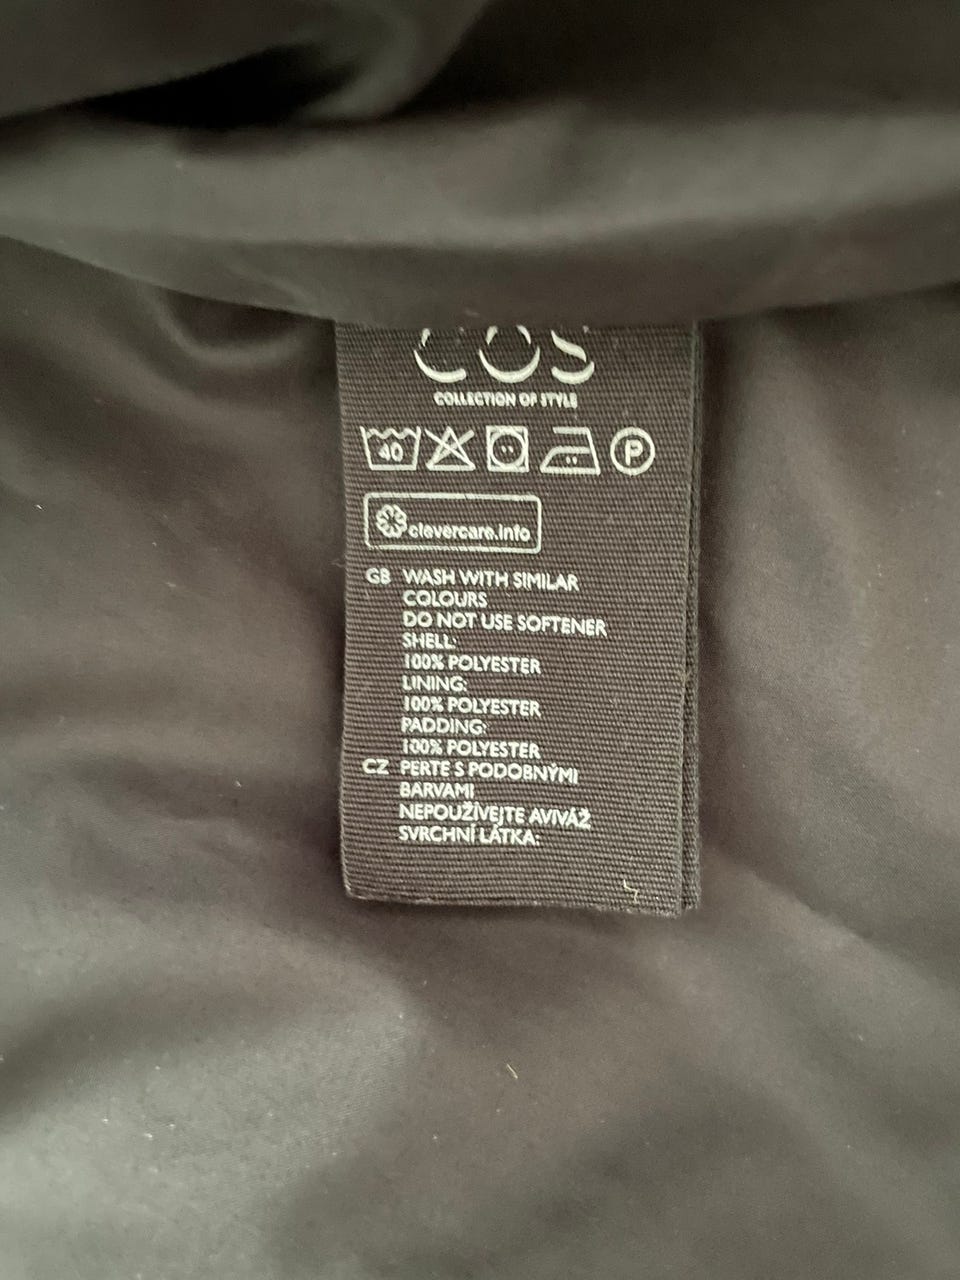 COS
COLLECTION OF STYLE
40 P
clevercare.info
GB WASH WITH SIMILAR
COLOURS
DO NOT USE SOFTENER
SHELL:
100% POLYESTER
LINING:
100% POLYESTER
PADDING:
100% POLYESTER
CZ PERTE S PODOBNÝMI
BARVAMI
NEPOUŽÍVEJTE AVIVÁŽ
SVRCHNÍ LÁTKA: